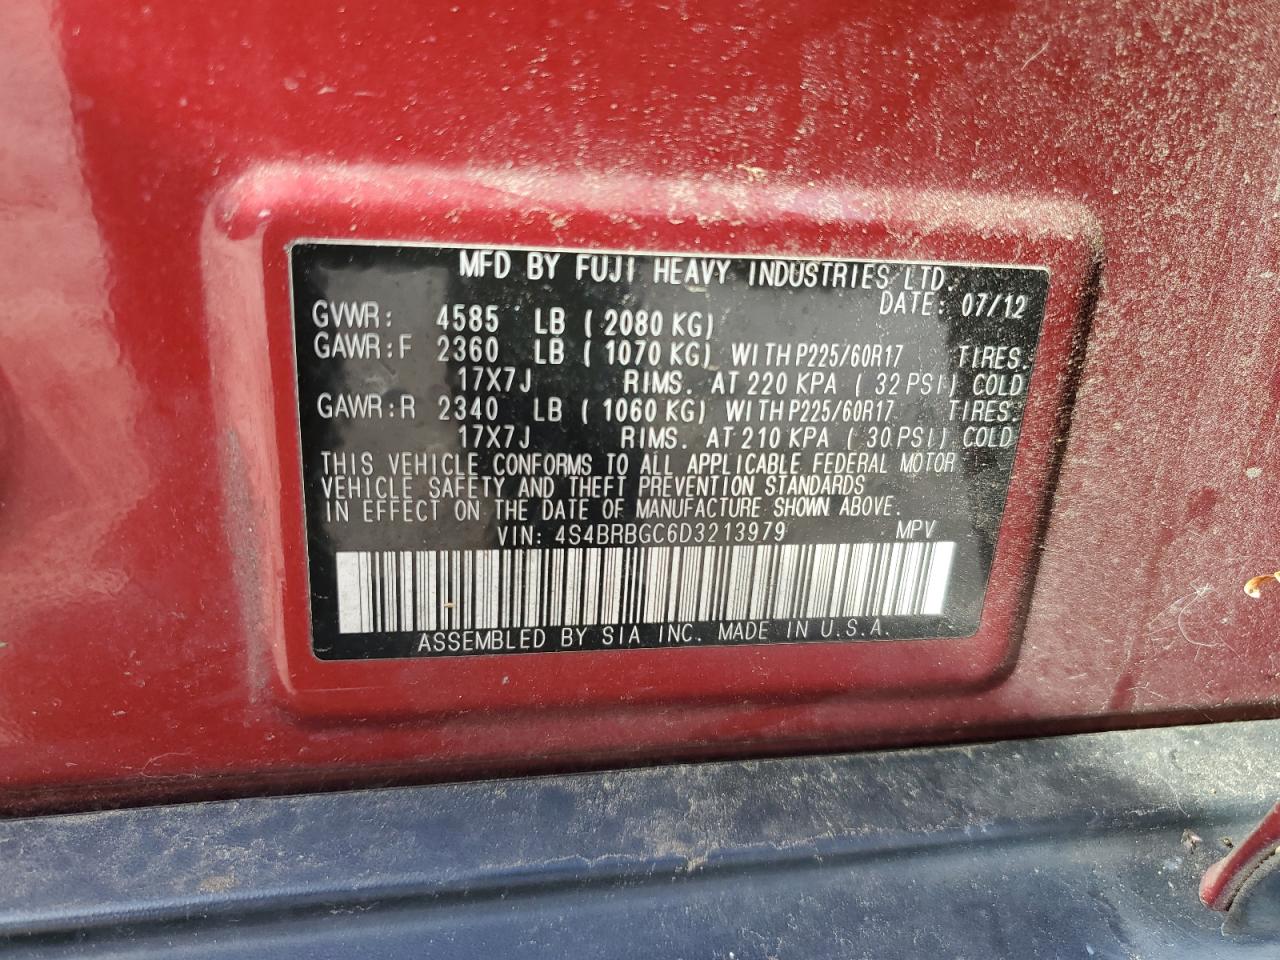 MFD BY FUJI HEAVY INDUSTRIES LTD.
DATE: 07/12
GVWR: 4585 LB ( 2080 KG)
GAWR: F 2360 LB ( 1070 KG) WITH P225/60R17 TIRES.
17X7J RIMS. AT 220 KPA ( 32 PSI) COLD
GAWR: R 2340 LB ( 1060 KG) WITH P225/60R17 TIRES.
17X7J RIMS. AT 210 KPA ( 30 PSI) COLD
THIS VEHICLE CONFORMS TO ALL APPLICABLE FEDERAL MOTOR
VEHICLE SAFETY AND THEFT PREVENTION STANDARDS
IN EFFECT ON THE DATE OF MANUFACTURE SHOWN ABOVE.
VIN: 4S4BRBGC6D3213979 MPV
ASSEMBLED BY SIA INC. MADE IN U.S.A.